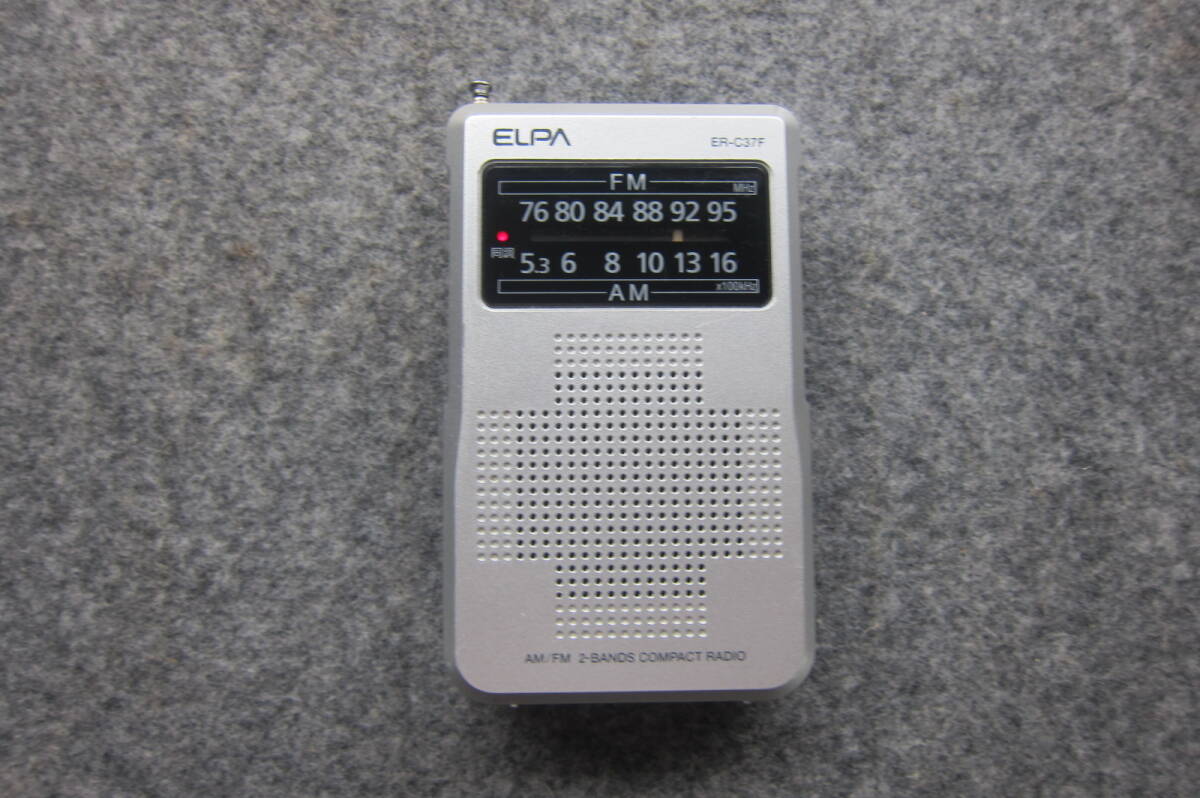 ELPA ER-C37F
FM MHz
76 80 84 88 92 95
同調
5.3 6 8 10 13 16
AM x100kHz
AM/FM 2-BANDS COMPACT RADIO